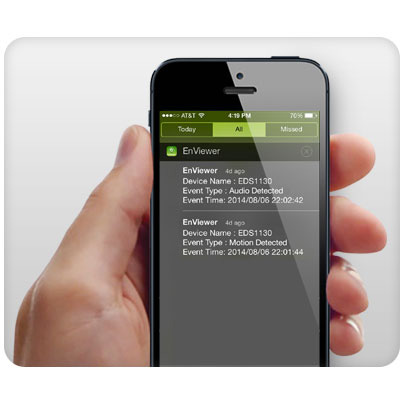 AT&T 4:19 PM 70%
Today All Missed
EnViewer
EnViewer 4d ago
Device Name : EDS1130
Event Type : Audio Detected
Event Time: 2014/08/06 22:02:42
EnViewer 4d ago
Device Name : EDS1130
Event Type : Motion Detected
Event Time: 2014/08/06 22:01:44